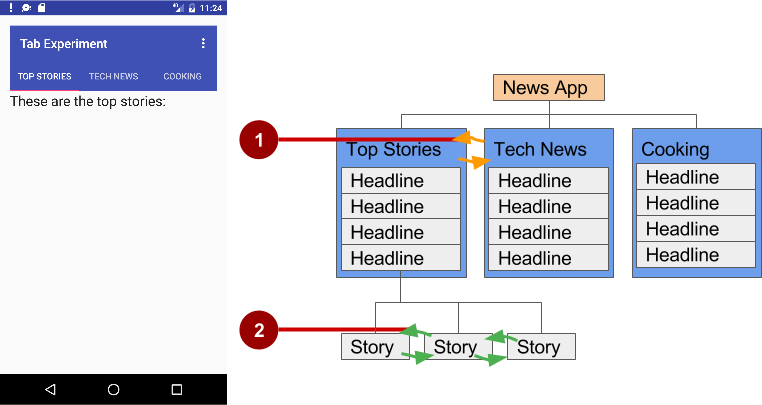 11:24
Tab Experiment
TOP STORIES TECH NEWS COOKING
These are the top stories:
News App
1
Top Stories
Headline
Headline
Headline
Headline
Tech News
Headline
Headline
Headline
Headline
Cooking
Headline
Headline
Headline
Headline
2
Story Story Story